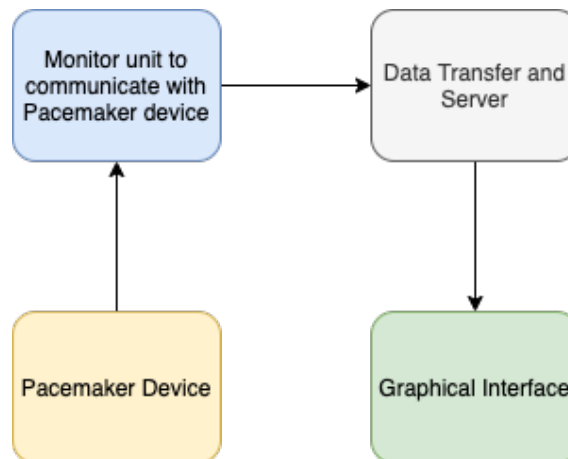 Monitor unit to
communicate with
Pacemaker device
Data Transfer and
Server
Pacemaker Device
Graphical Interface